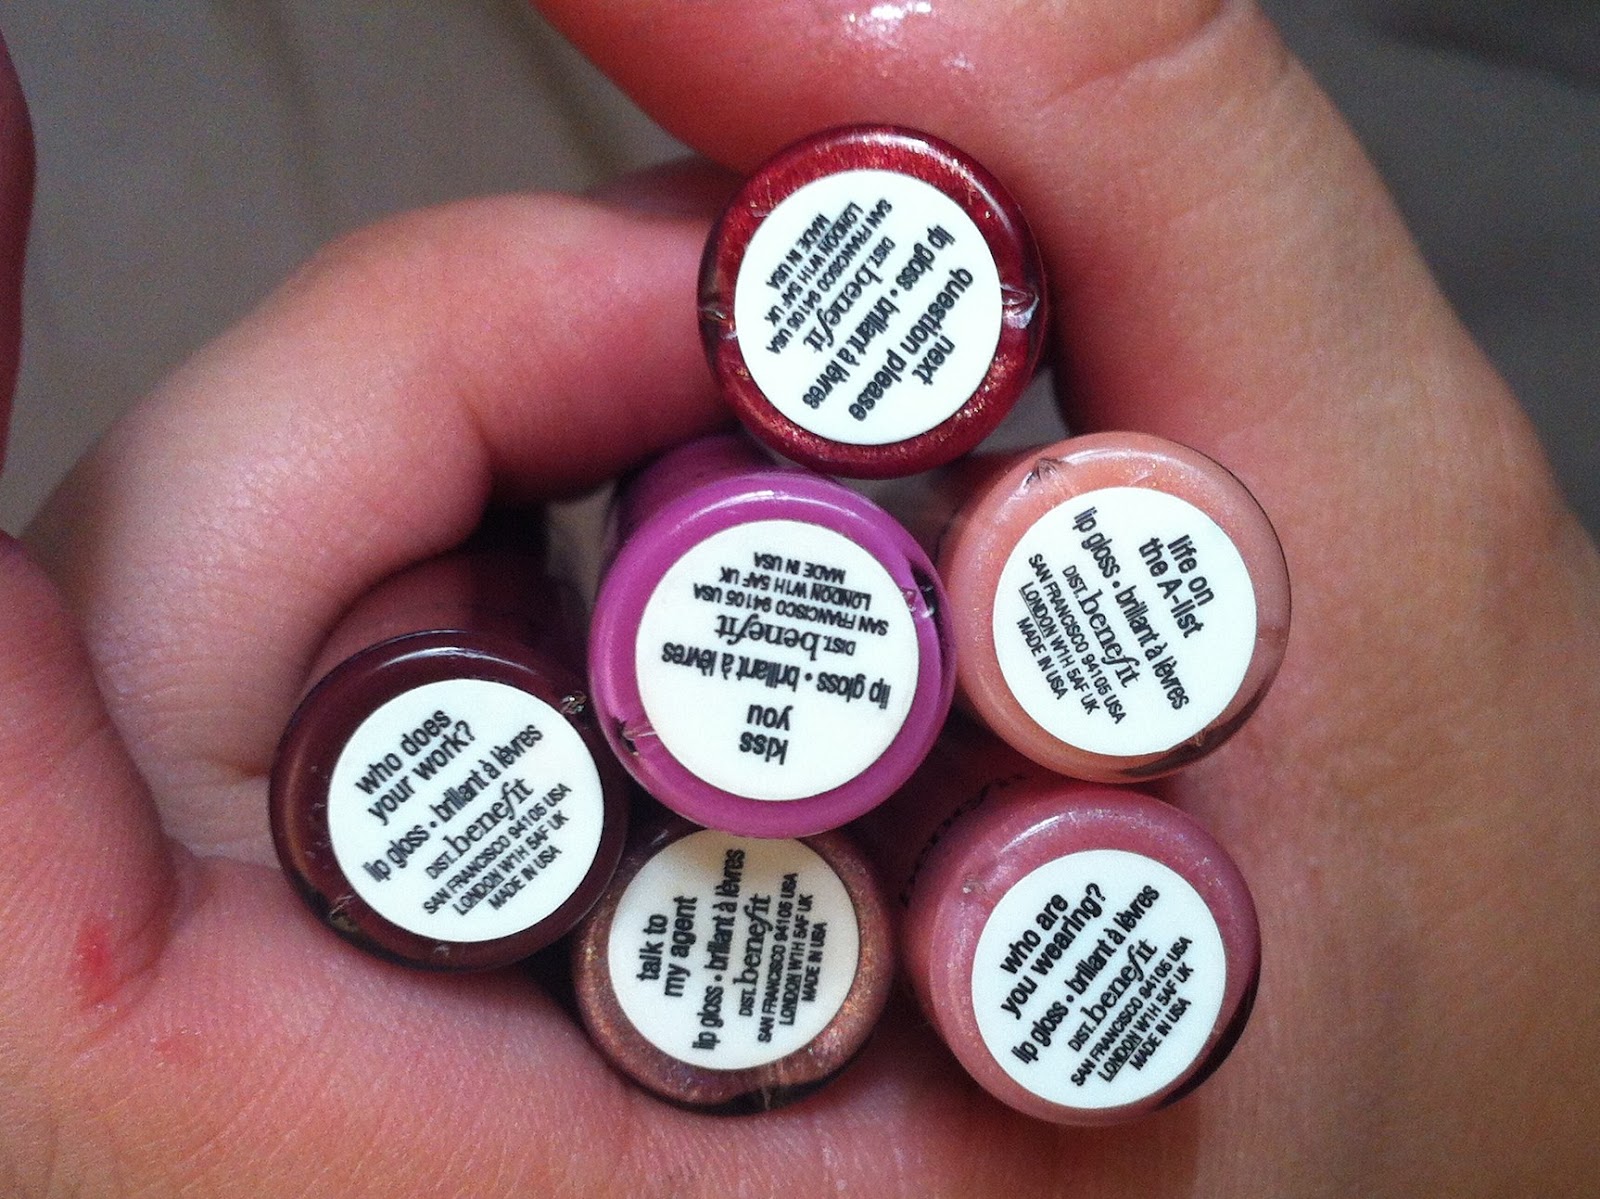 next
question please
lip gloss • brillant à lèvres
DIST. benefit
SAN FRANCISCO 94105 USA
LONDON W1H 5AF UK
MADE IN USA
kiss
you
lip gloss • brillant à lèvres
DIST. benefit
SAN FRANCISCO 94105 USA
LONDON W1H 5AF UK
MADE IN USA
life on
the A-list
lip gloss • brillant à lèvres
DIST. benefit
SAN FRANCISCO 94105 USA
LONDON W1H 5AF UK
MADE IN USA
who does
your work?
lip gloss • brillant à lèvres
DIST. benefit
SAN FRANCISCO 94105 USA
LONDON W1H 5AF UK
MADE IN USA
talk to
my agent
lip gloss • brillant à lèvres
DIST. benefit
SAN FRANCISCO 94105 USA
LONDON W1H 5AF UK
MADE IN USA
who are
you wearing?
lip gloss • brillant à lèvres
DIST. benefit
SAN FRANCISCO 94105 USA
LONDON W1H 5AF UK
MADE IN USA